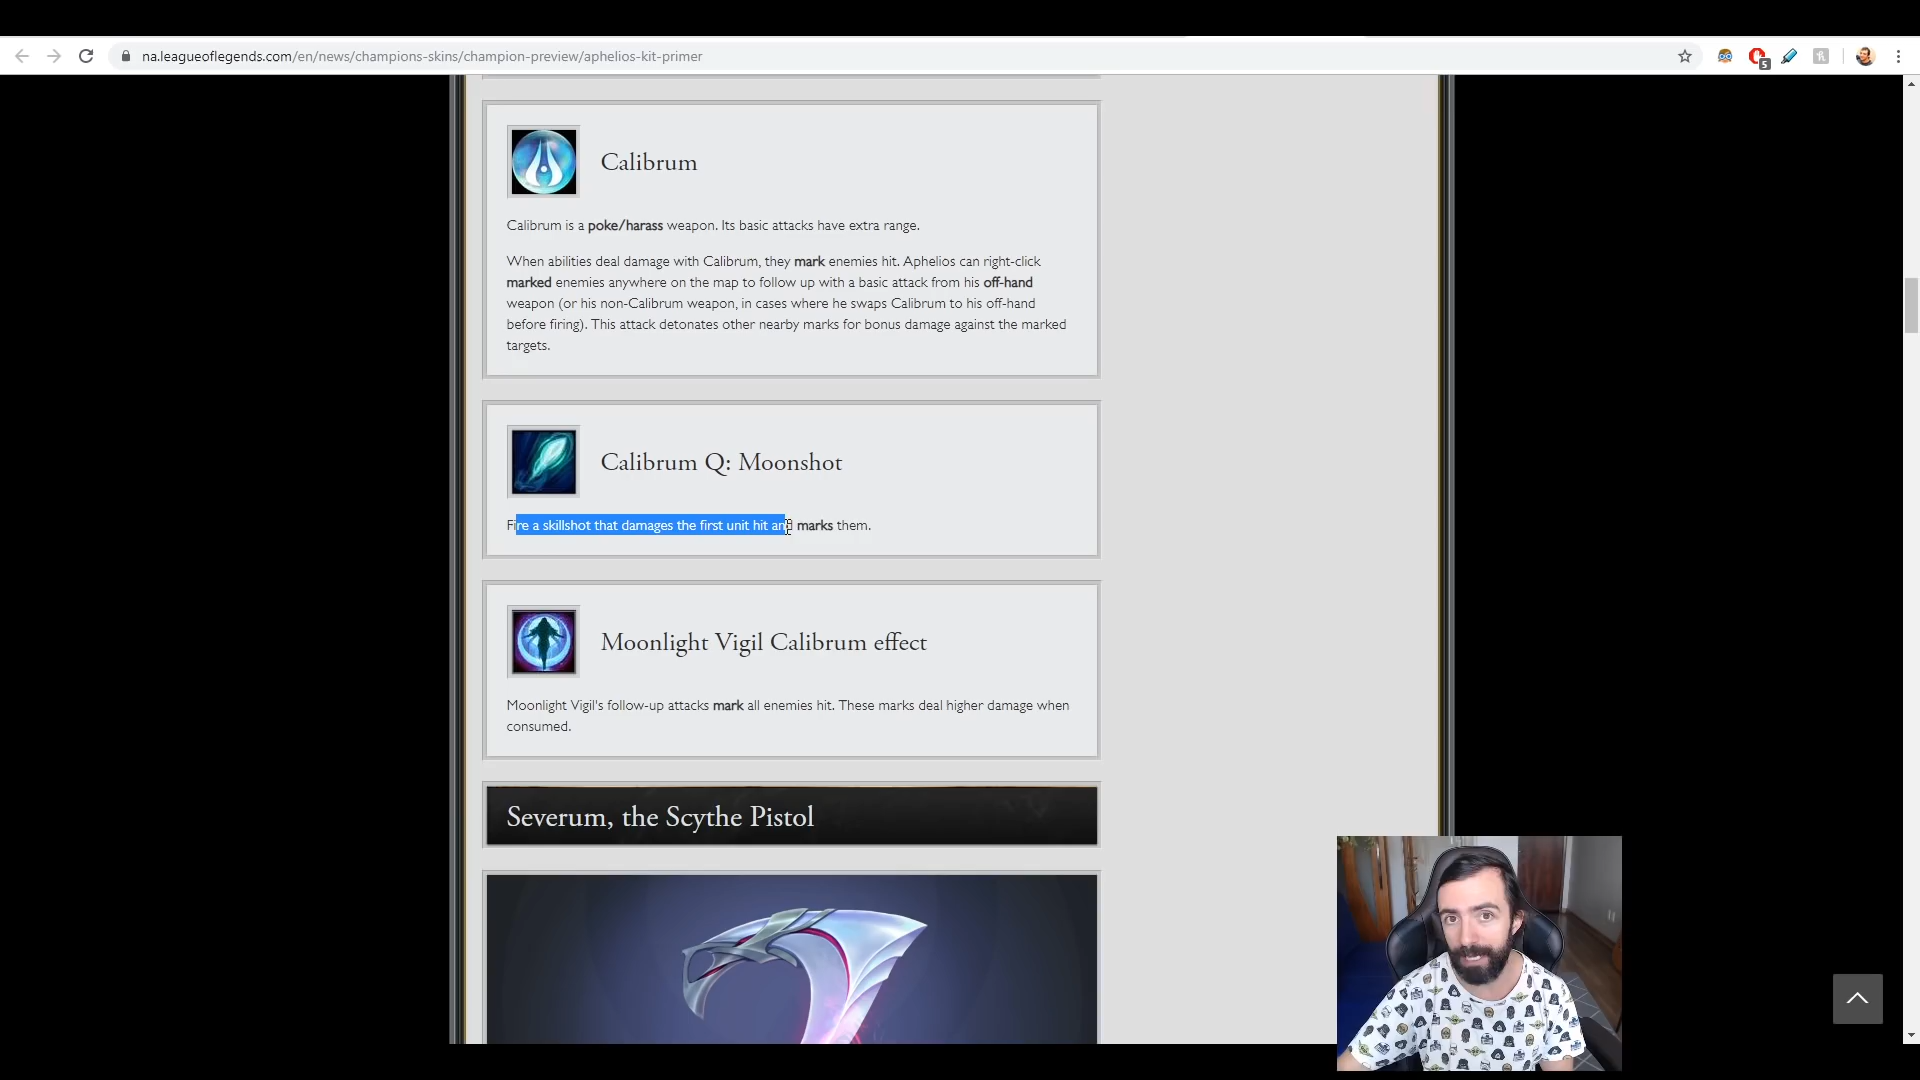 na.leagueoflegends.com/en/news/champions-skins/champion-preview/aphelios-kit-primer
5
Calibrum
Calibrum is a poke/harass weapon. Its basic attacks have extra range.
When abilities deal damage with Calibrum, they mark enemies hit. Aphelios can right-click
marked enemies anywhere on the map to follow up with a basic attack from his off-hand
weapon (or his non-Calibrum weapon, in cases where he swaps Calibrum to his off-hand
before firing). This attack detonates other nearby marks for bonus damage against the marked
targets.
Calibrum Q: Moonshot
Fire a skillshot that damages the first unit hit and marks them.
Moonlight Vigil Calibrum effect
Moonlight Vigil's follow-up attacks mark all enemies hit. These marks deal higher damage when
consumed.
Severum, the Scythe Pistol